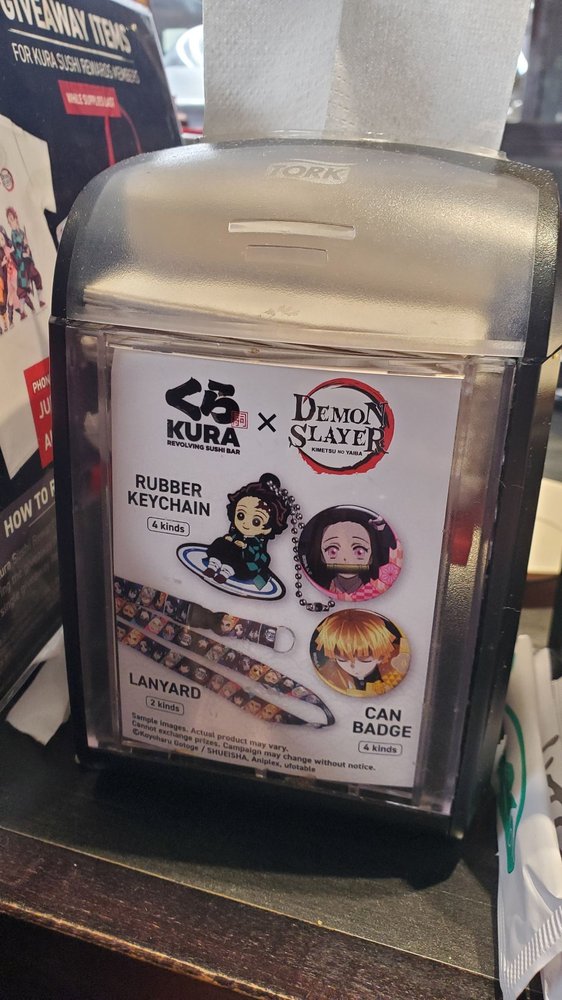 GIVEAWAY ITEMS
FOR KURA SUSHI REWARDS MEMBERS
WHILE SUPPLIES LAST
HOW TO
TORK
くら
KURA
REVOLVING SUSHI BAR
×
DEMON
SLAYER
KIMETSU NO YAIBA
RUBBER
KEYCHAIN
4 kinds
LANYARD
2 kinds
CAN
BADGE
4 kinds
Sample images. Actual product may vary.
Cannot exchange prizes. Campaign may change without notice.
©Koyoharu Gotoge / SHUEISHA, Aniplex, ufotable